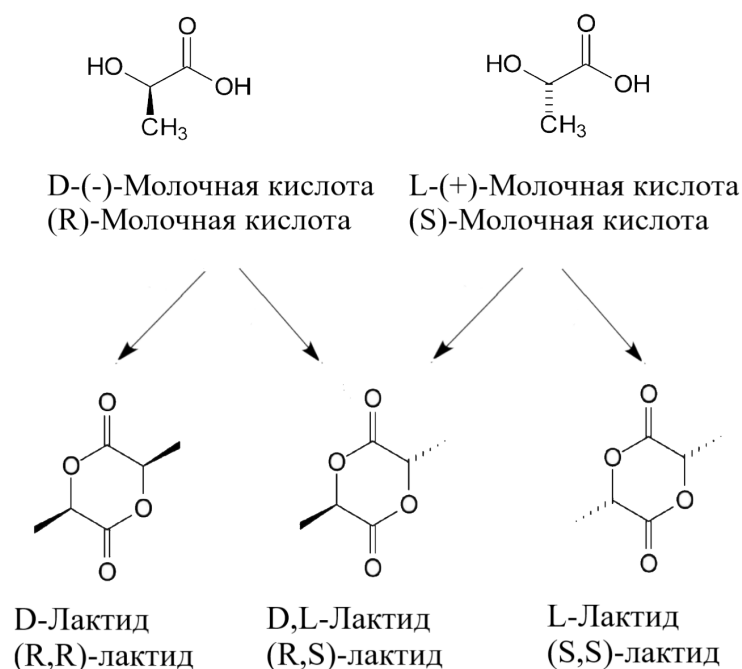 O
HO
OH
CH3
O
HO
OH
CH3
D-(-)-Молочная кислота
(R)-Молочная кислота
L-(+)-Молочная кислота
(S)-Молочная кислота
O
O
O
O
O
O
O
O
O
O
O
O
D-Лактид
(R,R)-лактид
D,L-Лактид
(R,S)-лактид
L-Лактид
(S,S)-лактид